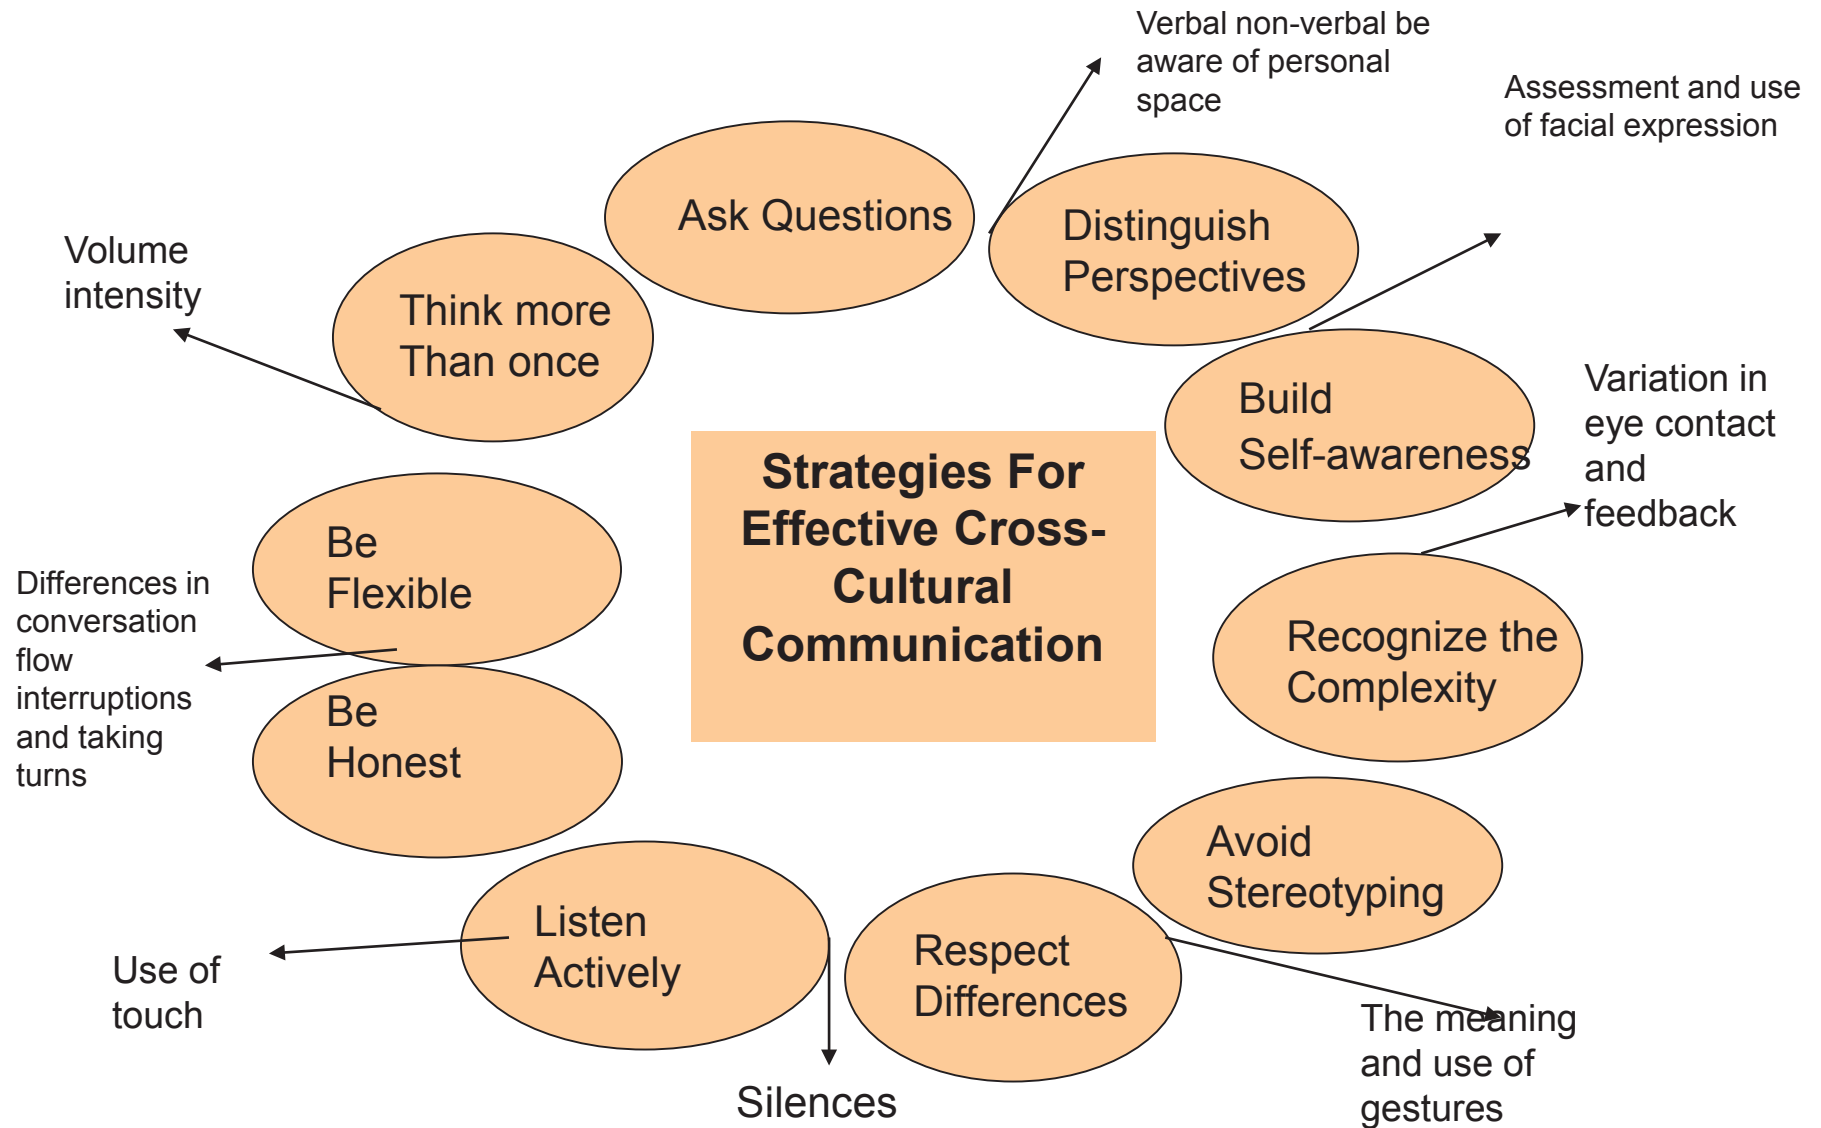 Verbal non-verbal be
aware of personal
space
Assessment and use
of facial expression
Ask Questions
Distinguish
Perspectives
Volume
intensity
Think more
Than once
Build
Self-awareness
Variation in
eye contact
and
feedback
Strategies For
Effective Cross-
Cultural
Communication
Be
Flexible
Differences in
conversation
flow
interruptions
and taking
turns
Recognize the
Complexity
Be
Honest
Avoid
Stereotyping
Listen
Actively
Respect
Differences
Use of
touch
The meaning
and use of
gestures
Silences